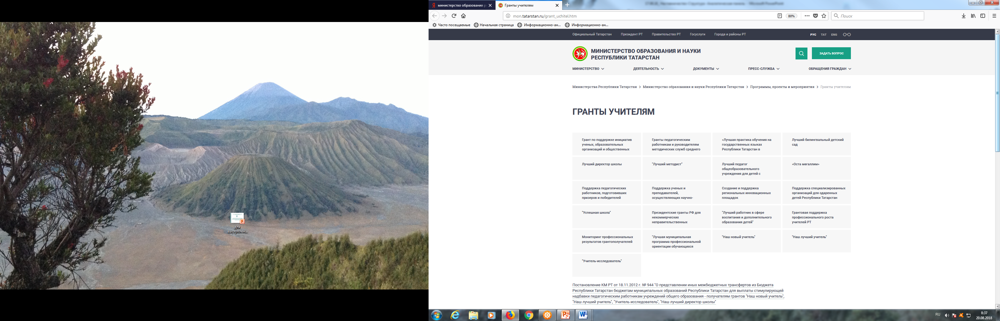 для
выступлен...
министерство образования р
Гранты учителям
mon.tatarstan.ru/grant_uchitel.htm
80%
Поиск
Часто посещаемые
Начальная страница
Информационно-ан...
Информационно-ан...
Официальный Татарстан
Президент РТ
Правительство РТ
Госуслуги
Города и районы РТ
РУС
ТАТ
ENG
МИНИСТЕРСТВО ОБРАЗОВАНИЯ И НАУКИ
РЕСПУБЛИКИ ТАТАРСТАН
ЗАДАТЬ ВОПРОС
МИНИСТЕРСТВО
ДЕЯТЕЛЬНОСТЬ
ДОКУМЕНТЫ
ПРЕСС-СЛУЖБА
ОБРАЩЕНИЯ ГРАЖДАН
Министерства Республики Татарстан > Министерство образования и науки Республики Татарстан > Программы, проекты и мероприятия > Гранты учителям
ГРАНТЫ УЧИТЕЛЯМ
Грант по поддержке инициатив
ученых, образовательных
организаций и общественных
Гранты педагогическим
работникам и руководителям
методических служб среднего
«Лучшая практика обучения на
государственных языках
Республики Татарстан в
Лучший билингвальный детский
сад
Лучший директор школы
"Лучший методист"
Лучший педагог
общеобразовательного
учреждения для детей с
«Оста мөгаллим»
Поддержка педагогических
работников, подготовивших
призеров и победителей
Поддержка ученых и
преподавателей,
осуществляющих научно-
Создание и поддержка
региональных инновационных
площадок
Поддержка специализированных
организаций для одаренных
детей Республики Татарстан
"Успешная школа"
Президентские гранты РФ для
некоммерческих
неправительственных
"Лучший работник в сфере
воспитания и дополнительного
образования детей"
Грантовая поддержка
профессионального роста
учителей РТ
Мониторинг профессиональных
результатов грантополучателей
"Лучшая муниципальная
программа профессиональной
ориентации обучающихся
"Наш новый учитель"
"Наш лучший учитель"
"Учитель-исследователь"
Постановление КМ РТ от 18.11.2012 г. № 944 "О представлении иных межбюджетных трансфертов из Бюджета
Республики Татарстан бюджетам муниципальных образований Республики Татарстан для выплаты стимулирующей
надбавки педагогическим работникам учреждений общего образования - получателям грантов "Наш новый учитель",
"Наш лучший учитель", "Учитель исследователь", "Наш лучший директор школы"
RU
8:37
20.08.2018